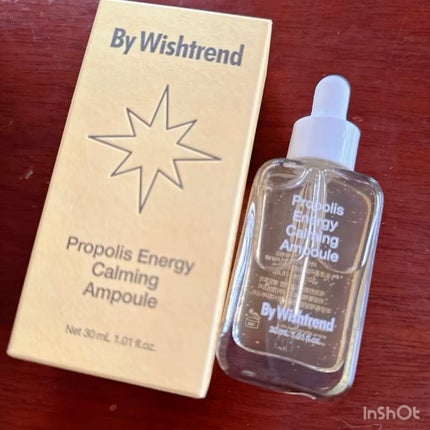 By Wishtrend
Propolis Energy
Calming
Ampoule
Net 30 mL 1.01 fl.oz.
Propolis
Energy
Calming
Ampoule
By Wishtrend
30 mL 1.01 fl.oz.
InShOt